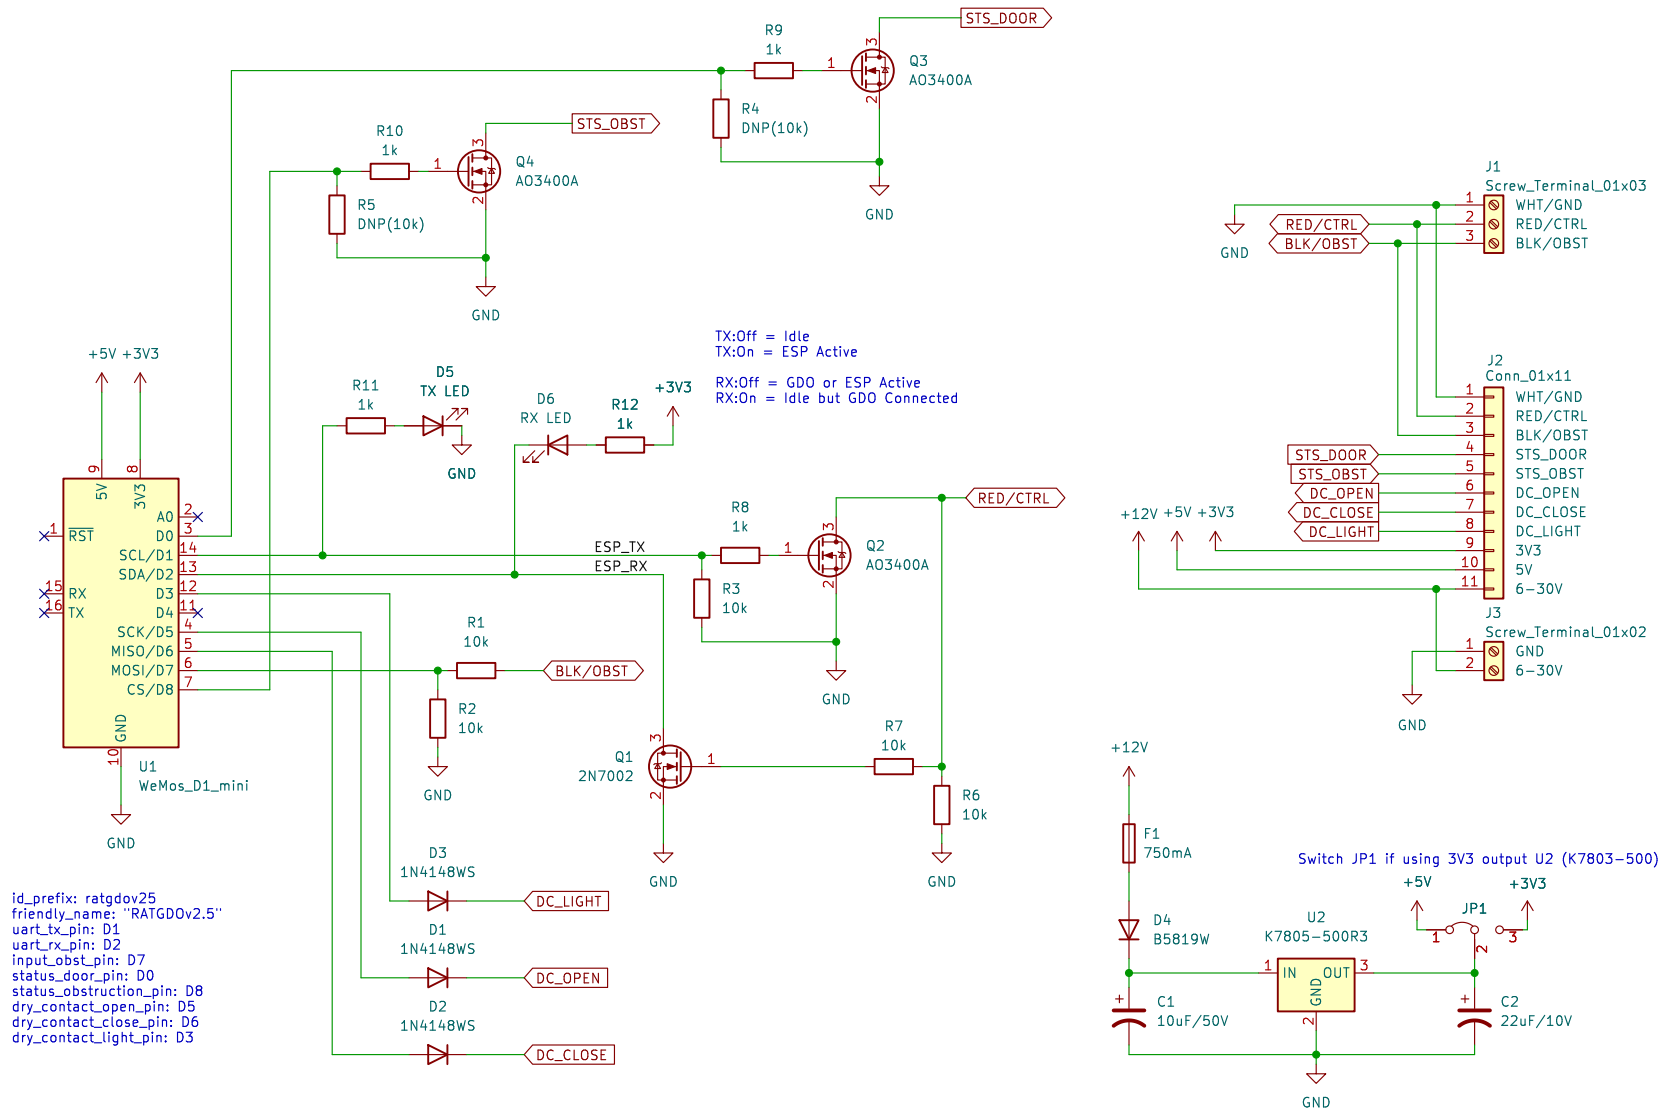 STS_DOOR
R9
1k
3
1
Q3
AO3400A
2
R4
DNP(10k)
GND
STS_OBST
R10
1k
3
1
Q4
AO3400A
2
R5
DNP(10k)
GND
J1
Screw_Terminal_01x03
1 WHT/GND
RED/CTRL 2 RED/CTRL
BLK/OBST 3 BLK/OBST
GND
TX:Off = Idle
TX:On = ESP Active
RX:Off = GDO or ESP Active
RX:On = Idle but GDO Connected
+5V +3V3
R11
1k
D5
TX LED
GND
D6
RX LED
R12
1k
+3V3
J2
Conn_01x11
1 WHT/GND
2 RED/CTRL
3 BLK/OBST
STS_DOOR 4 STS_DOOR
STS_OBST 5 STS_OBST
DC_OPEN 6 DC_OPEN
DC_CLOSE 7 DC_CLOSE
DC_LIGHT 8 DC_LIGHT
9 3V3
10 5V
11 6-30V
+12V +5V +3V3
J3
Screw_Terminal_01x02
1 GND
2 6-30V
GND
9 8
5V 3V3
A0 2
1 RST D0 3
SCL/D1 14
SDA/D2 13
15 RX D3 12
16 TX D4 11
SCK/D5 4
MISO/D6 5
MOSI/D7 6
CS/D8 7
GND
10
U1
WeMos_D1_mini
GND
ESP_TX
ESP_RX
R8
1k
3
1
Q2
AO3400A
2
R3
10k
GND
RED/CTRL
R1
10k
BLK/OBST
R2
10k
GND
3
Q1
2N7002
1
2
GND
R7
10k
R6
10k
GND
D3
1N4148WS
DC_LIGHT
D1
1N4148WS
DC_OPEN
D2
1N4148WS
DC_CLOSE
id_prefix: ratgdov25
friendly_name: "RATGDOv2.5"
uart_tx_pin: D1
uart_rx_pin: D2
input_obst_pin: D7
status_door_pin: D0
status_obstruction_pin: D8
dry_contact_open_pin: D5
dry_contact_close_pin: D6
dry_contact_light_pin: D3
+12V
F1
750mA
D4
B5819W
Switch JP1 if using 3V3 output U2 (K7803-500)
+5V +3V3
JP1
1 2 3
U2
K7805-500R3
1 IN OUT 3
GND
2
+
C1
10uF/50V
+
C2
22uF/10V
GND